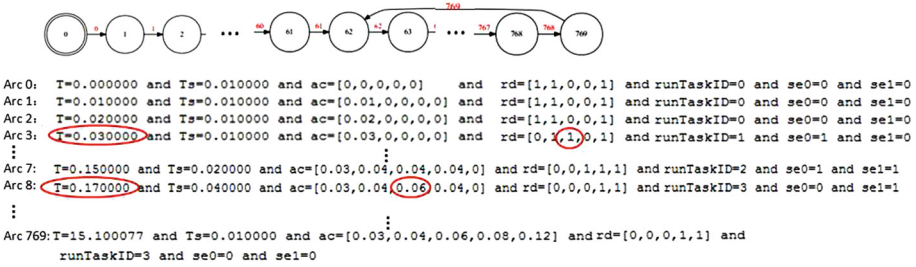 769
0 0 1 1 2 ••• 60 61 61 62 62 63 ••• 767 768 768 769
Arc 0: T=0.000000 and Ts=0.010000 and ac=[0,0,0,0,0] and rd=[1,1,0,0,1] and runTaskID=0 and se0=0 and se1=0
Arc 1: T=0.010000 and Ts=0.010000 and ac=[0.01,0,0,0,0] and rd=[1,1,0,0,1] and runTaskID=0 and se0=0 and se1=0
Arc 2: T=0.020000 and Ts=0.010000 and ac=[0.02,0,0,0,0] and rd=[1,1,0,0,1] and runTaskID=0 and se0=0 and se1=0
Arc 3: T=0.030000 and Ts=0.010000 and ac=[0.03,0,0,0,0] and rd=[0,1,1,0,1] and runTaskID=1 and se0=1 and se1=0
Arc 7: T=0.150000 and Ts=0.020000 and ac=[0.03,0.04,0.04,0.04,0] and rd=[0,0,1,1,1] and runTaskID=2 and se0=1 and se1=1
Arc 8: T=0.170000 and Ts=0.040000 and ac=[0.03,0.04,0.06,0.04,0] and rd=[0,0,0,1,1] and runTaskID=3 and se0=0 and se1=1
Arc 769: T=15.100077 and Ts=0.010000 and ac=[0.03,0.04,0.06,0.08,0.12] and rd=[0,0,0,1,1] and
runTaskID=3 and se0=0 and se1=0